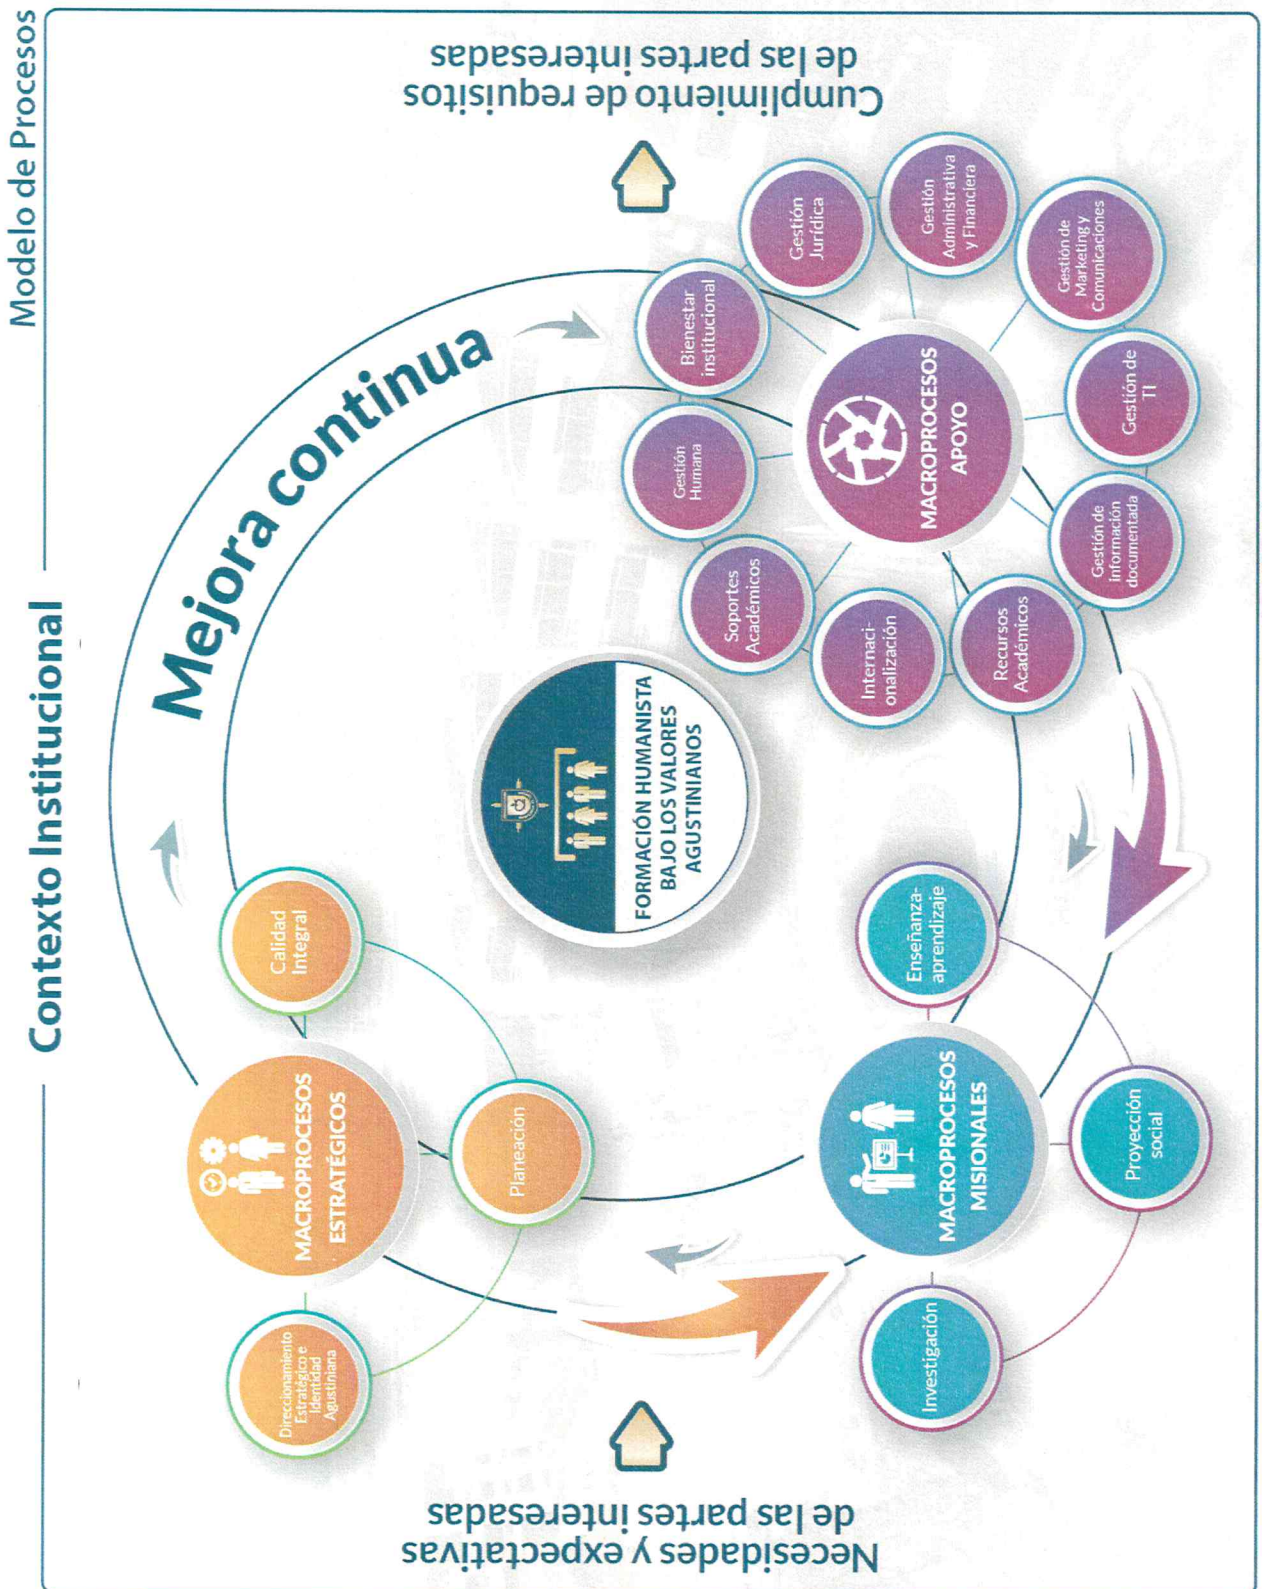 Modelo de Procesos
Contexto Institucional
Necesidades y expectativas
de las partes interesadas
Mejora continua
Direccionamiento
Estratégico e
Identidad
Agustiniana
MACROPROCESOS
ESTRATÉGICOS
Calidad
Integral
Planeación
FORMACIÓN HUMANISTA
BAJO LOS VALORES
AGUSTINIANOS
Investigación
MACROPROCESOS
MISIONALES
Enseñanza-
aprendizaje
Proyección
social
Bienestar
institucional
Gestión
Humana
Soportes
Académicos
Internaci-
onalización
Recursos
Académicos
Gestión de
información
documentada
Gestión de
TI
Gestión de
Marketing y
Comunicaciones
Gestión
Administrativa
y Financiera
Gestión
Jurídica
MACROPROCESOS
APOYO
Cumplimiento de requisitos
de las partes interesadas